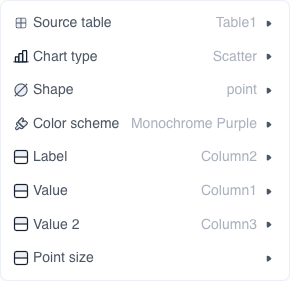 Source table Table1
Chart type Scatter
Shape point
Color scheme Monochrome Purple
Label Column2
Value Column1
Value 2 Column3
Point size